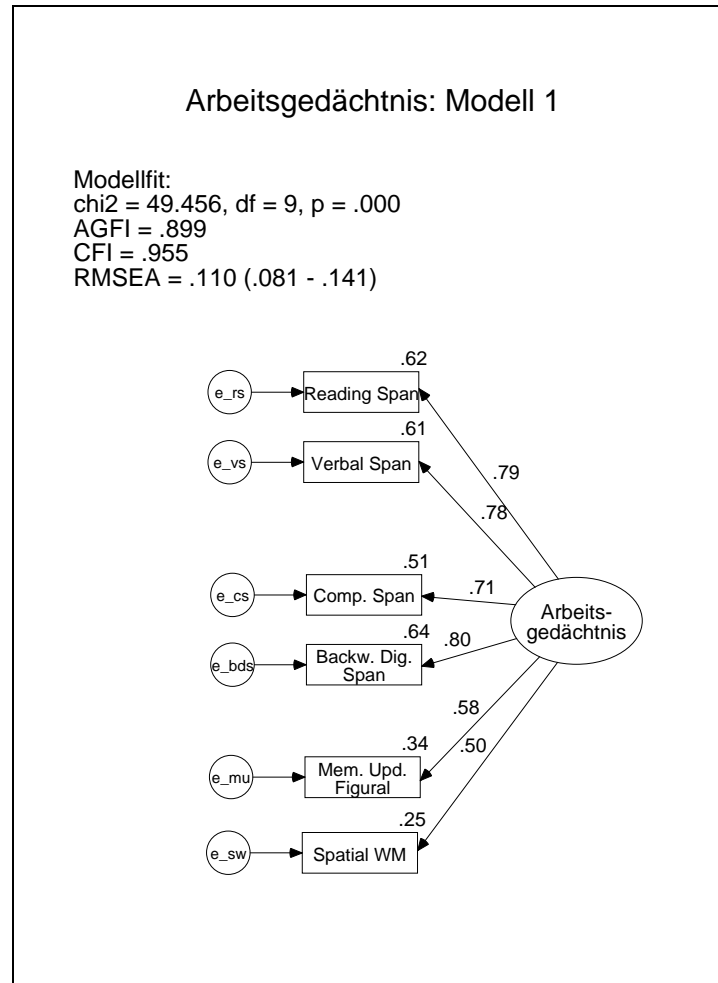 Arbeitsgedächtnis: Modell 1
Modellfit:
chi2 = 49.456, df = 9, p = .000
AGFI = .899
CFI = .955
RMSEA = .110 (.081 - .141)
.62
e_rs
Reading Span
.61
e_vs
Verbal Span
.79
.78
.51
e_cs
Comp. Span
.71
Arbeits-
gedächtnis
.64
e_bds
Backw. Dig.
Span
.80
.58
.50
.34
e_mu
Mem. Upd.
Figural
.25
e_sw
Spatial WM